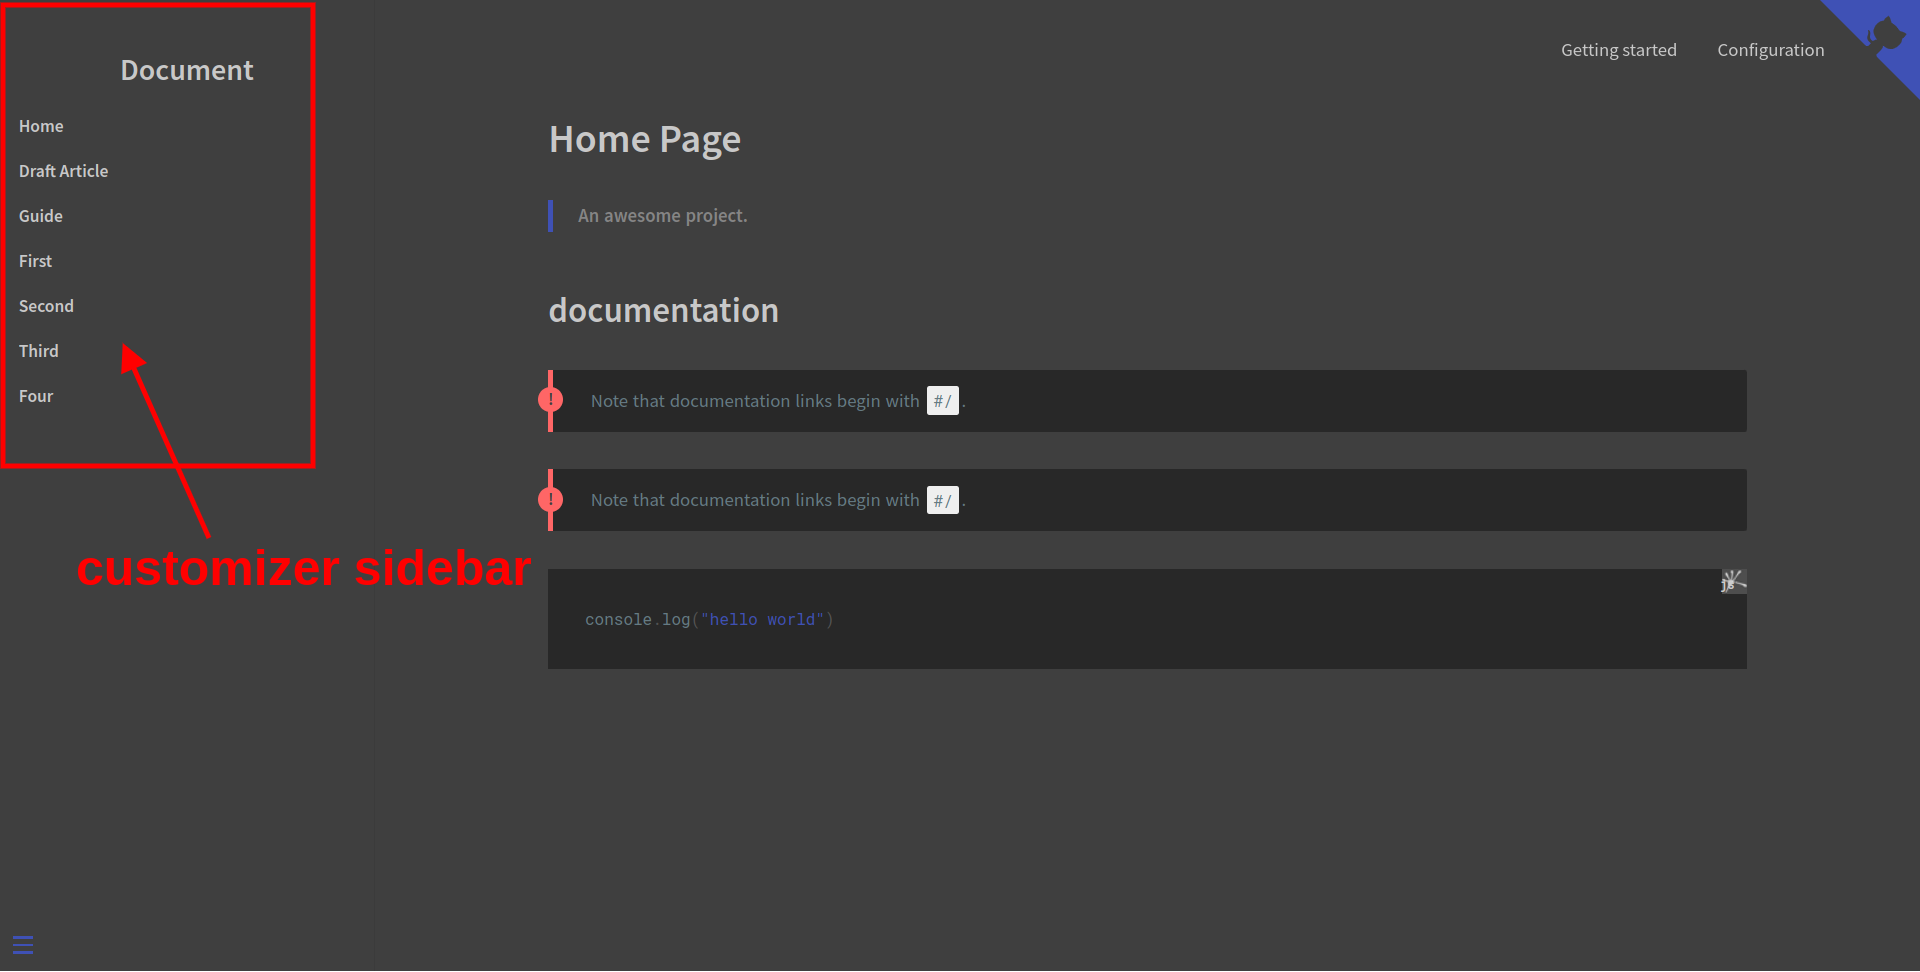 Document
Home
Draft Article
Guide
First
Second
Third
Four
customizer sidebar
Getting started Configuration
Home Page
An awesome project.
documentation
! Note that documentation links begin with #/ .
! Note that documentation links begin with #/ .
js
console.log("hello world")